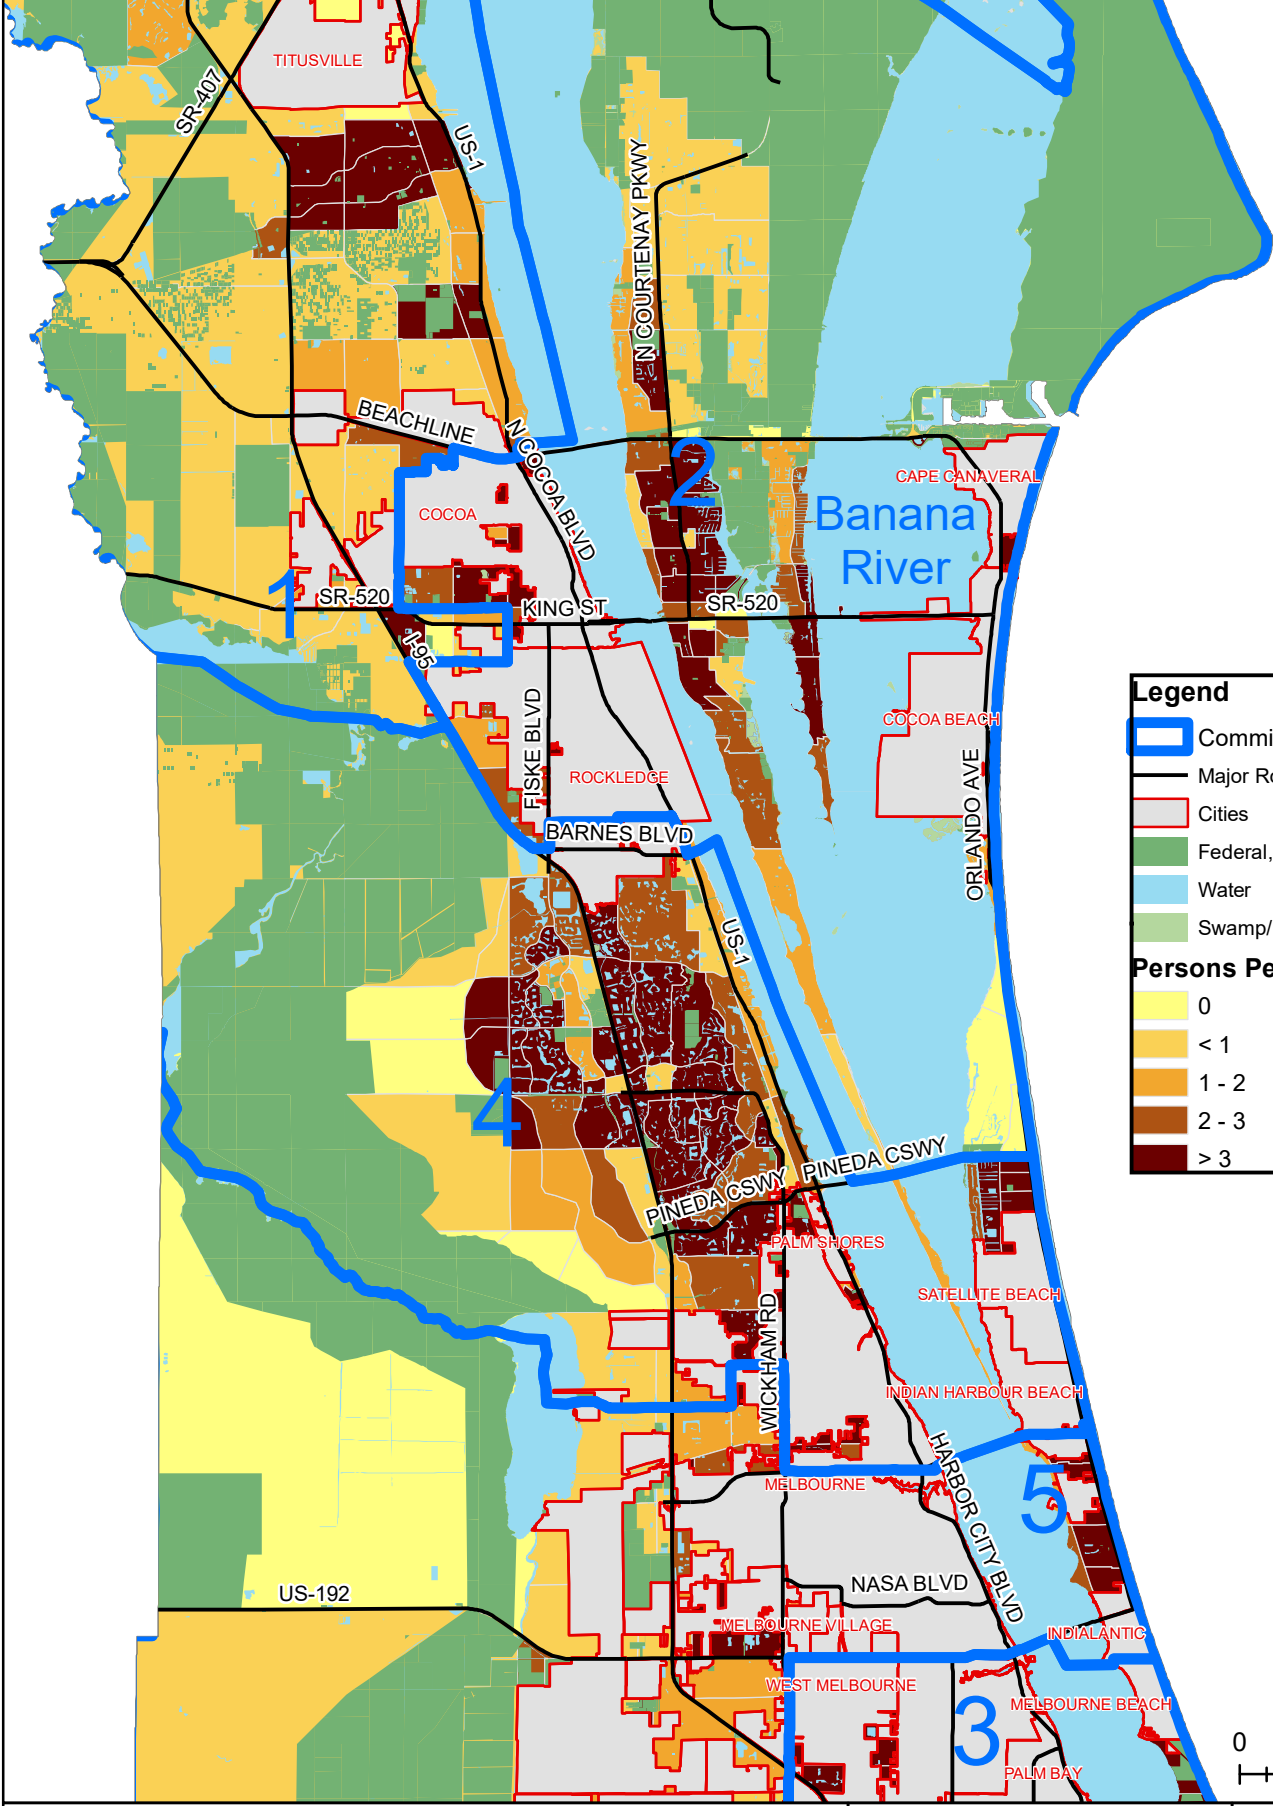 TITUSVILLE
SR-407
US-1
N COURTENAY PKWY
BEACHLINE
N COCOA BLVD
2
CAPE CANAVERAL
COCOA
Banana
River
1
SR-520
KING ST
SR-520
I-95
FISKE BLVD
ROCKLEDGE
COCOA BEACH
ORLANDO AVE
BARNES BLVD
US-1
Legend
Commi
Major Ro
Cities
Federal,
Water
Swamp/
Persons Pe
0
< 1
1 - 2
2 - 3
> 3
4
PINEDA CSWY
PINEDA CSWY
PALM SHORES
SATELLITE BEACH
WICKHAM RD
INDIAN HARBOUR BEACH
HARBOR CITY BLVD
MELBOURNE
5
US-192
NASA BLVD
MELBOURNE VILLAGE
INDIALANTIC
WEST MELBOURNE
3
MELBOURNE BEACH
PALM BAY
0